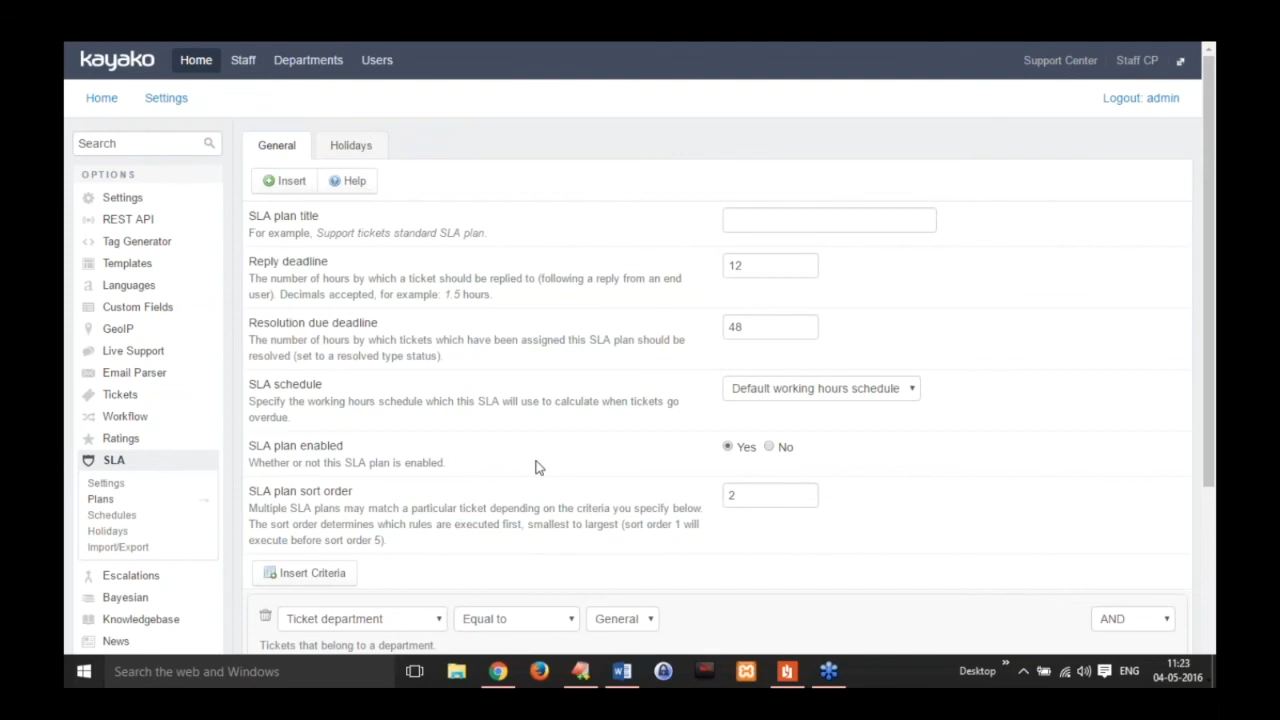 kayako Home Staff Departments Users Support Center Staff CP
Home Settings Logout: admin
Search
General Holidays
OPTIONS
Insert Help
Settings
REST API
Tag Generator
Templates
Languages
Custom Fields
GeoIP
Live Support
Email Parser
Tickets
Workflow
Ratings
SLA
Settings
Plans
Schedules
Holidays
Import/Export
Escalations
Bayesian
Knowledgebase
News
SLA plan title
For example, Support tickets standard SLA plan.
Reply deadline
12
The number of hours by which a ticket should be replied to (following a reply from an end
user). Decimals accepted, for example: 1.5 hours.
Resolution due deadline
48
The number of hours by which tickets which have been assigned this SLA plan should be
resolved (set to a resolved type status).
SLA schedule
Default working hours schedule
Specify the working hours schedule which this SLA will use to calculate when tickets go
overdue.
SLA plan enabled
Yes No
Whether or not this SLA plan is enabled.
SLA plan sort order
2
Multiple SLA plans may match a particular ticket depending on the criteria you specify below.
The sort order determines which rules are executed first, smallest to largest (sort order 1 will
execute before sort order 5).
Insert Criteria
Ticket department Equal to General AND
Tickets that belong to a department.
Search the web and Windows Desktop ENG 11:23
04-05-2016